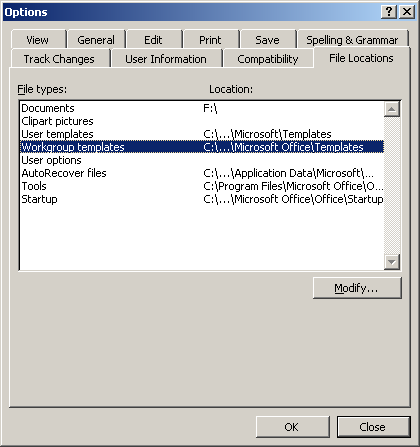 Options
View General Edit Print Save Spelling & Grammar
Track Changes User Information Compatibility File Locations
File types: Location:
Documents F:\
Clipart pictures
User templates C:\...\Microsoft\Templates
Workgroup templates C:\...\Microsoft Office\Templates
User options
AutoRecover files C:\...\Application Data\Microsoft\...
Tools C:\Program Files\Microsoft Office\O...
Startup C:\...\Microsoft Office\Office\Startup
Modify...
OK Close